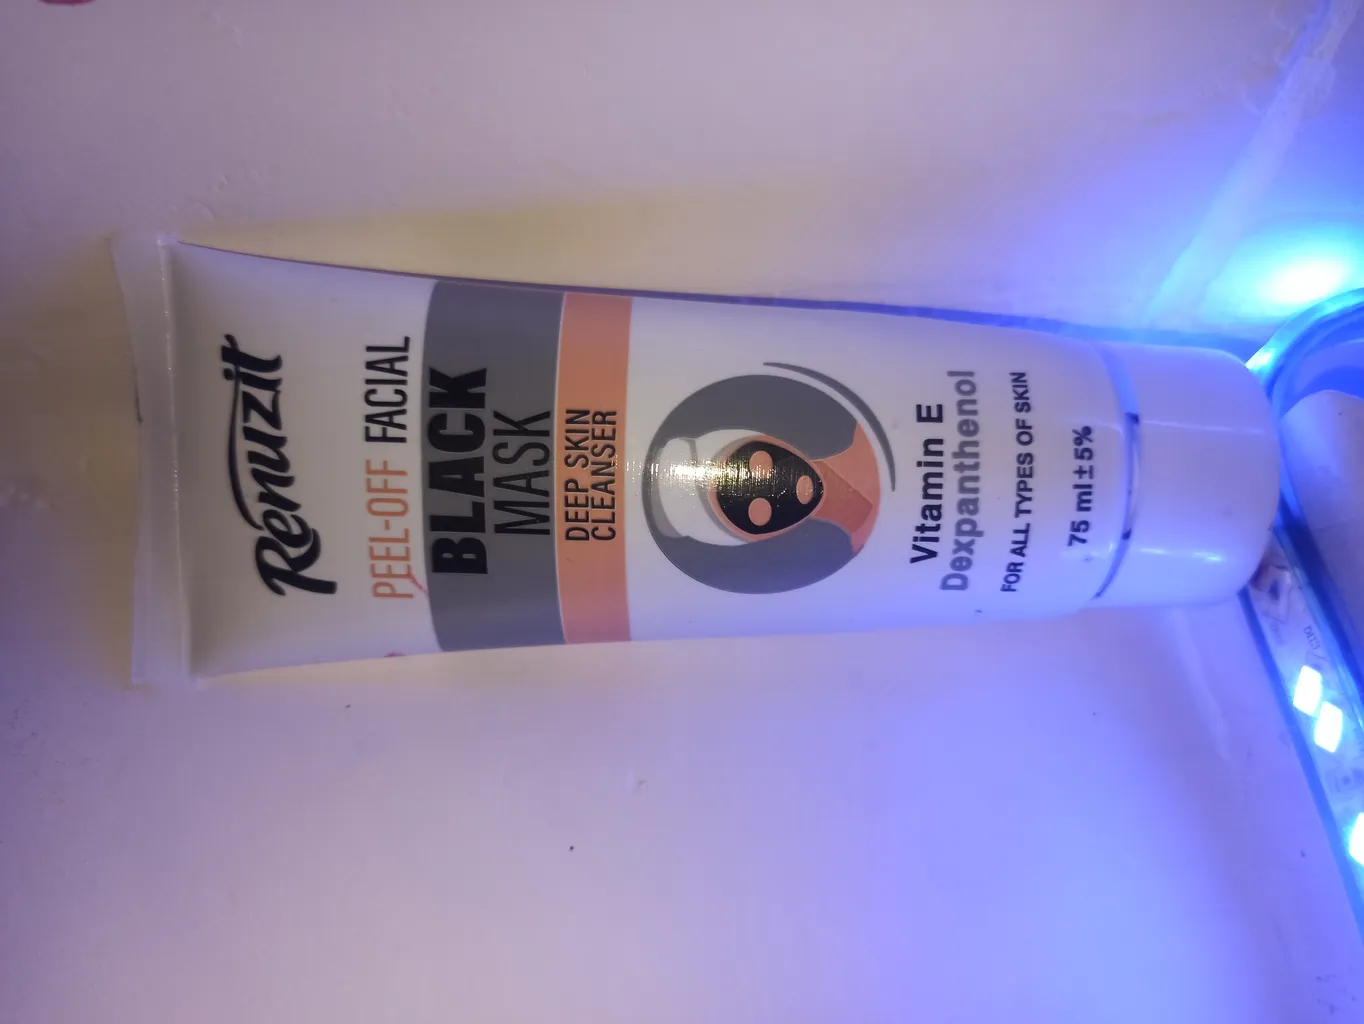 Renuzit
PEEL-OFF FACIAL
BLACK
MASK
DEEP SKIN
CLEANSER
Vitamin E
Dexpanthenol
FOR ALL TYPES OF SKIN
75 ml ± 5%